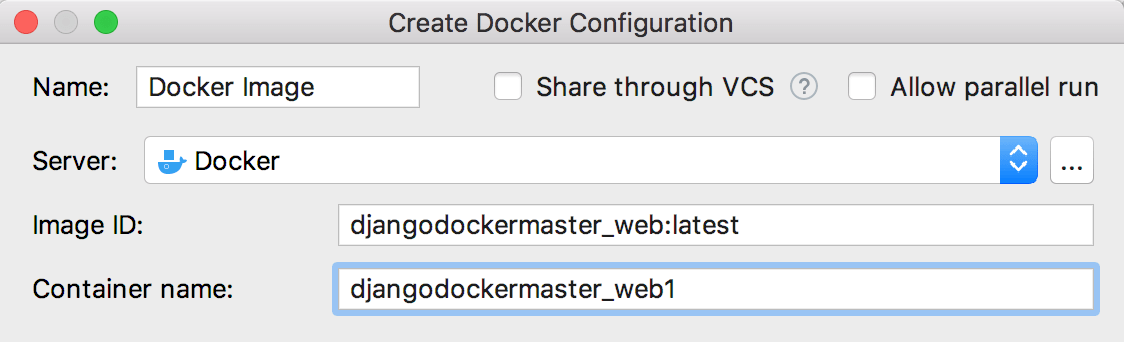 Create Docker Configuration
Name: Docker Image Share through VCS ? Allow parallel run
Server: Docker ...
Image ID: djangodockermaster_web:latest
Container name: djangodockermaster_web1